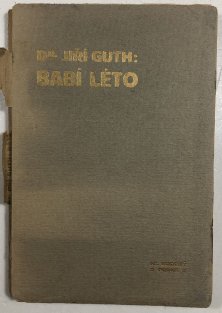 DR. JIŘÍ GUTH:
BABÍ LÉTO